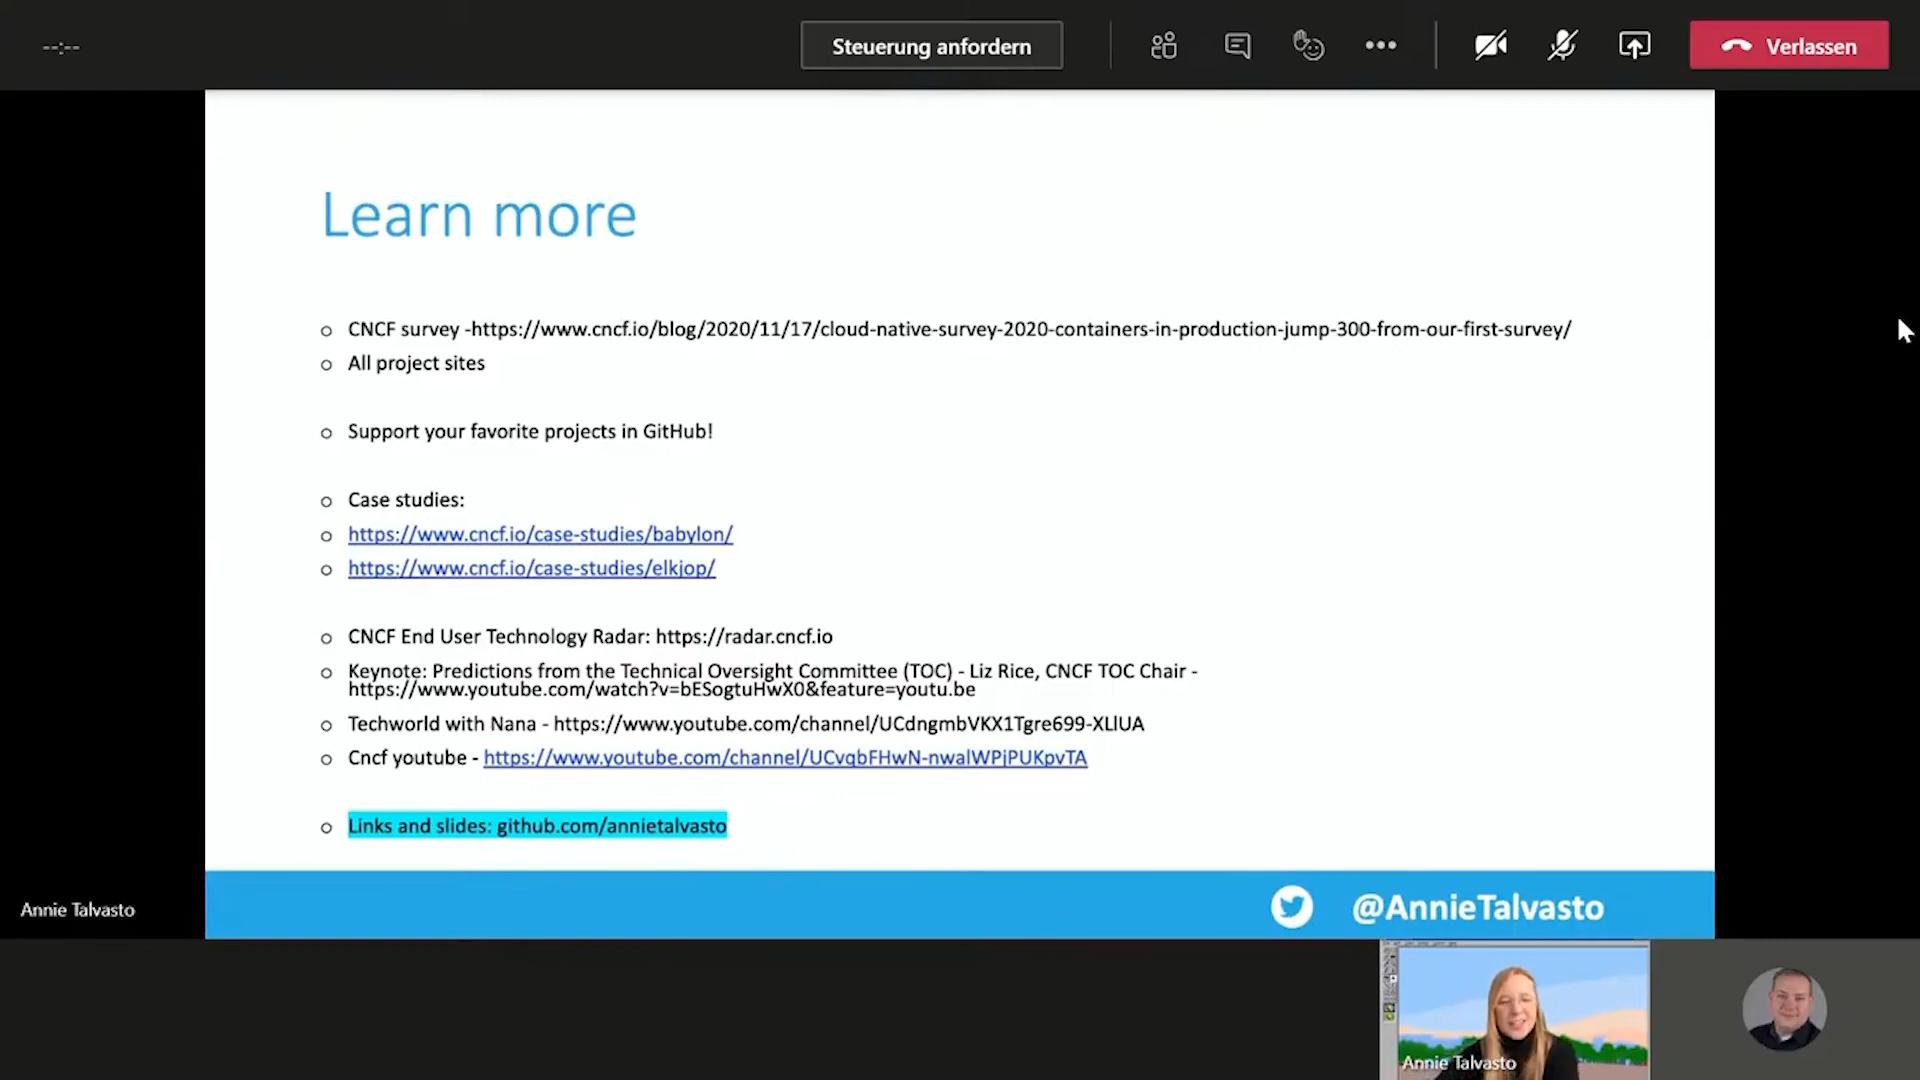 --:--
Steuerung anfordern
Verlassen
Learn more
CNCF survey -https://www.cncf.io/blog/2020/11/17/cloud-native-survey-2020-containers-in-production-jump-300-from-our-first-survey/
All project sites
Support your favorite projects in GitHub!
Case studies:
https://www.cncf.io/case-studies/babylon/
https://www.cncf.io/case-studies/elkjop/
CNCF End User Technology Radar: https://radar.cncf.io
Keynote: Predictions from the Technical Oversight Committee (TOC) - Liz Rice, CNCF TOC Chair -
https://www.youtube.com/watch?v=bESogtuHwX0&feature=youtu.be
Techworld with Nana - https://www.youtube.com/channel/UCdngmbVKX1Tgre699-XLlUA
Cncf youtube - https://www.youtube.com/channel/UCvqbFHwN-nwalWPjPUKpvTA
Links and slides: github.com/annietalvasto
Annie Talvasto
@AnnieTalvasto
Annie Talvasto